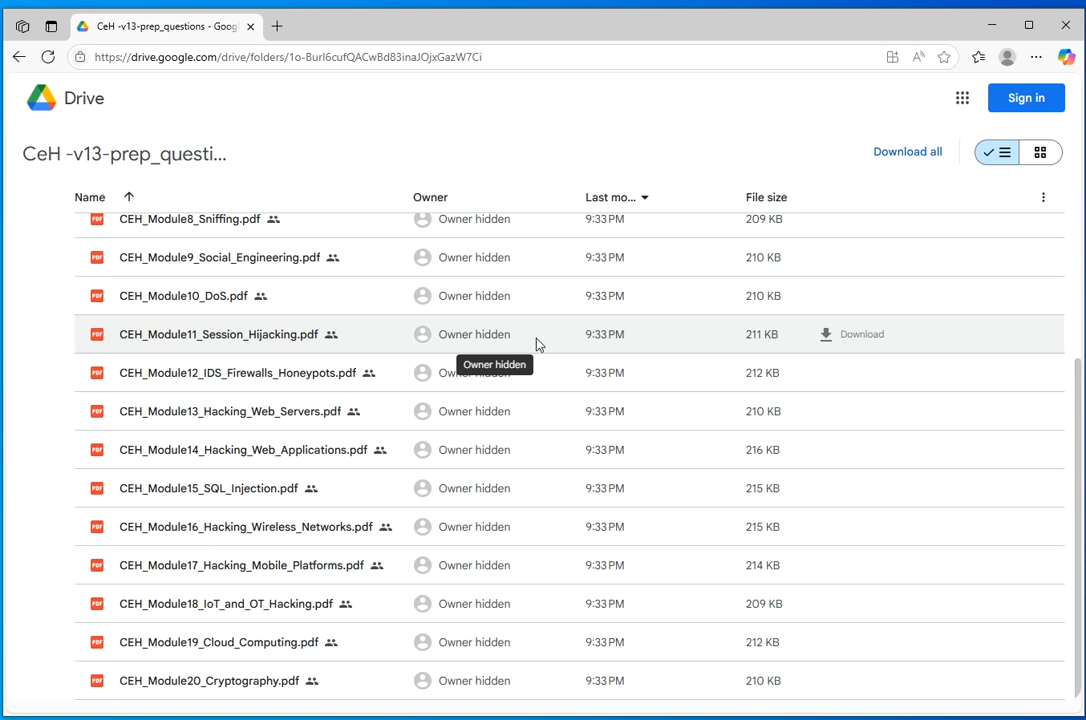 CeH -v13-prep_questions - Goog
https://drive.google.com/drive/folders/1o-Burl6cufQACwBd83inaJOjxGazW7Ci
Drive
Sign in
CeH -v13-prep_questi...
Download all
Name Owner Last mo... File size
CEH_Module8_Sniffing.pdf Owner hidden 9:33 PM 209 KB
CEH_Module9_Social_Engineering.pdf Owner hidden 9:33 PM 210 KB
CEH_Module10_DoS.pdf Owner hidden 9:33 PM 210 KB
CEH_Module11_Session_Hijacking.pdf Owner hidden 9:33 PM 211 KB Download
Owner hidden
CEH_Module12_IDS_Firewalls_Honeypots.pdf 9:33 PM 212 KB
CEH_Module13_Hacking_Web_Servers.pdf Owner hidden 9:33 PM 210 KB
CEH_Module14_Hacking_Web_Applications.pdf Owner hidden 9:33 PM 216 KB
CEH_Module15_SQL_Injection.pdf Owner hidden 9:33 PM 215 KB
CEH_Module16_Hacking_Wireless_Networks.pdf Owner hidden 9:33 PM 215 KB
CEH_Module17_Hacking_Mobile_Platforms.pdf Owner hidden 9:33 PM 214 KB
CEH_Module18_IoT_and_OT_Hacking.pdf Owner hidden 9:33 PM 209 KB
CEH_Module19_Cloud_Computing.pdf Owner hidden 9:33 PM 212 KB
CEH_Module20_Cryptography.pdf Owner hidden 9:33 PM 210 KB